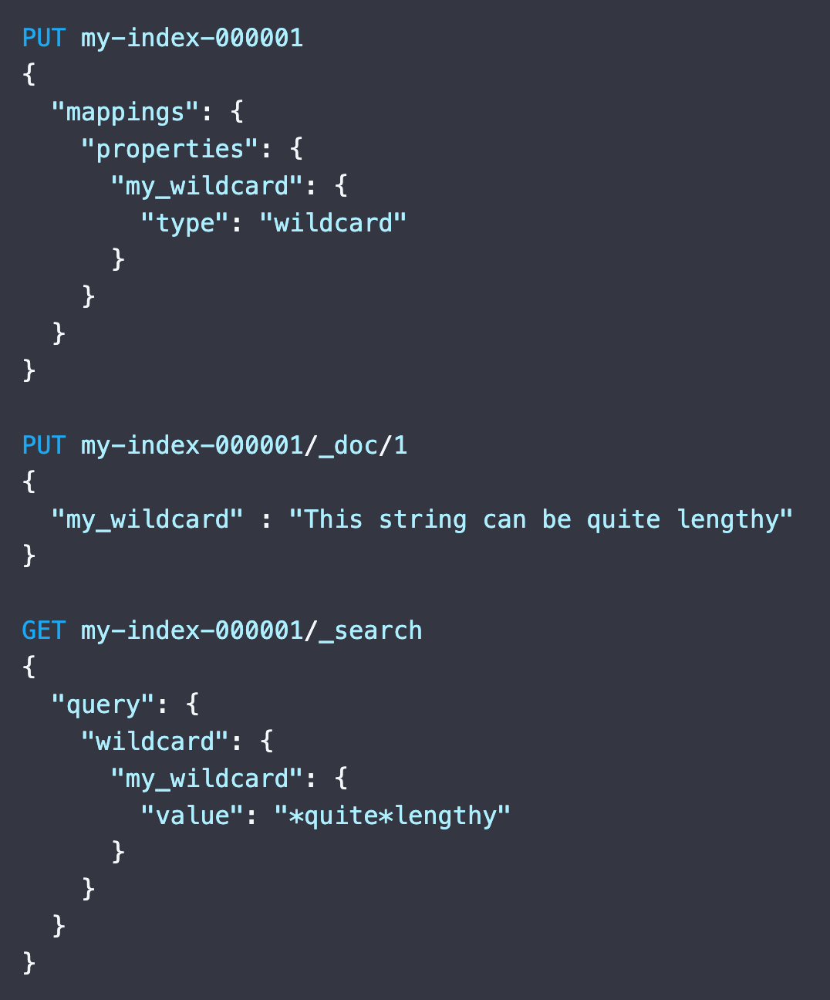 PUT my-index-000001
{
  "mappings": {
    "properties": {
      "my_wildcard": {
        "type": "wildcard"
      }
    }
  }
}

PUT my-index-000001/_doc/1
{
  "my_wildcard" : "This string can be quite lengthy"
}

GET my-index-000001/_search
{
  "query": {
    "wildcard": {
      "my_wildcard": {
        "value": "*quite*lengthy"
      }
    }
  }
}